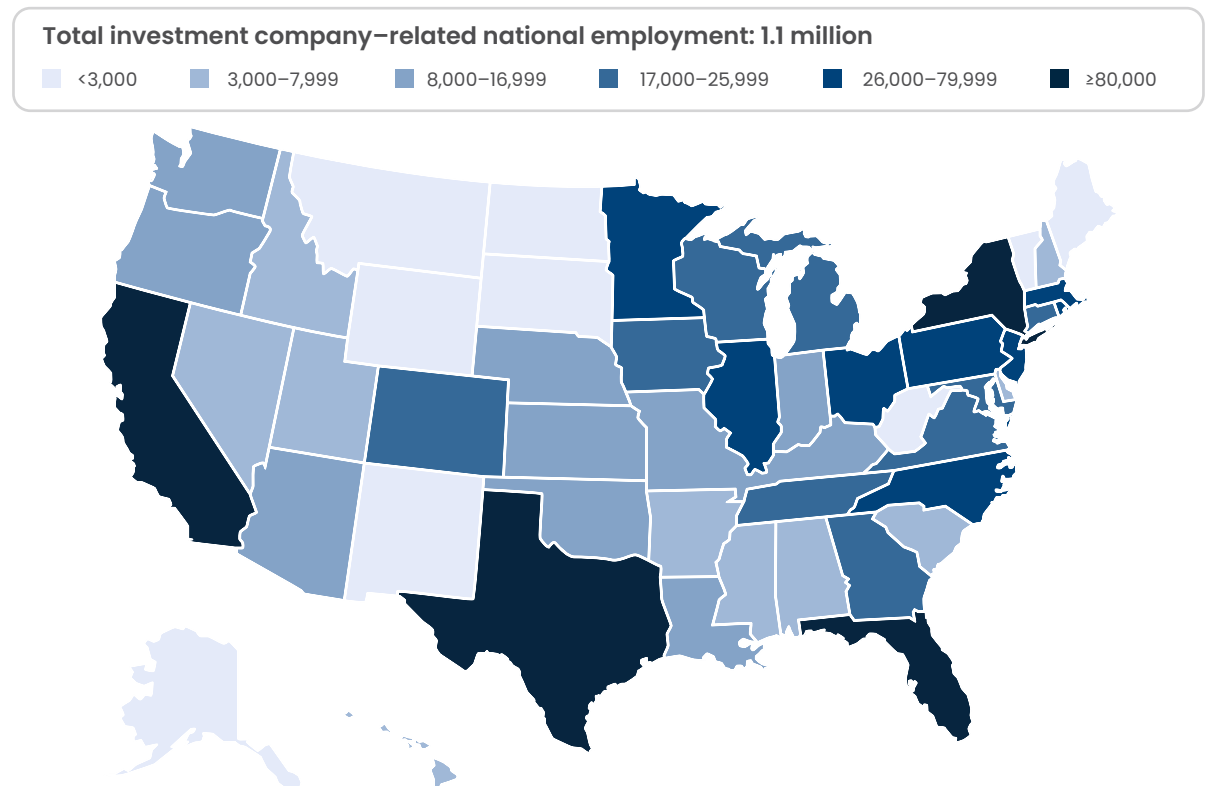 Total investment company–related national employment: 1.1 million
<3,000 3,000–7,999 8,000–16,999 17,000–25,999 26,000–79,999 ≥80,000